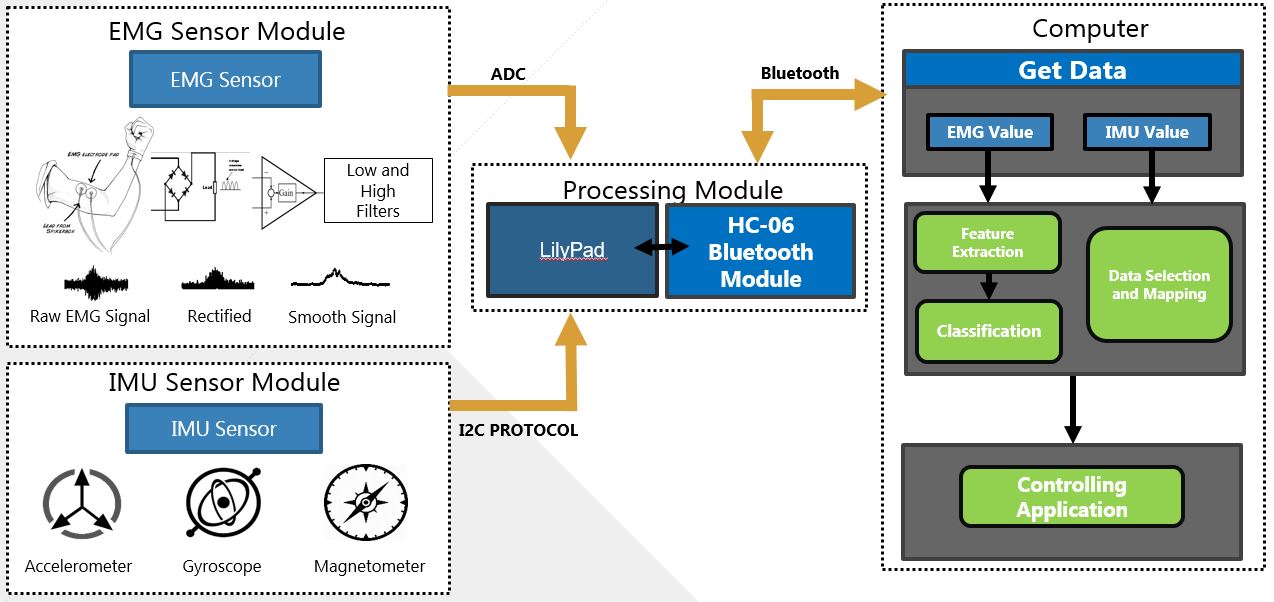 EMG Sensor Module
EMG Sensor
EMG ELECTRODE PAD
LEAD FROM
SPIKERBOX
Load
Gain
Low and
High
Filters
Raw EMG Signal
Rectified
Smooth Signal
IMU Sensor Module
IMU Sensor
Accelerometer
Gyroscope
Magnetometer
ADC
I2C PROTOCOL
Bluetooth
Processing Module
LilyPad
HC-06
Bluetooth
Module
Computer
Get Data
EMG Value
IMU Value
Feature
Extraction
Classification
Data Selection
and Mapping
Controlling
Application